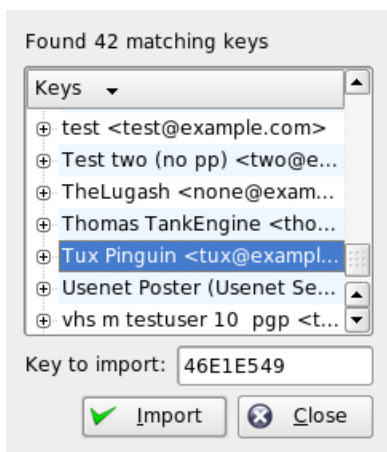 Found 42 matching keys
Keys
test <test@example.com>
Test two (no pp) <two@e...
TheLugash <none@exam...
Thomas TankEngine <tho...
Tux Pinguin <tux@exampl...
Usenet Poster (Usenet Se...
vhs m testuser 10 pgp <t...
Key to import: 46E1E549
Import Close